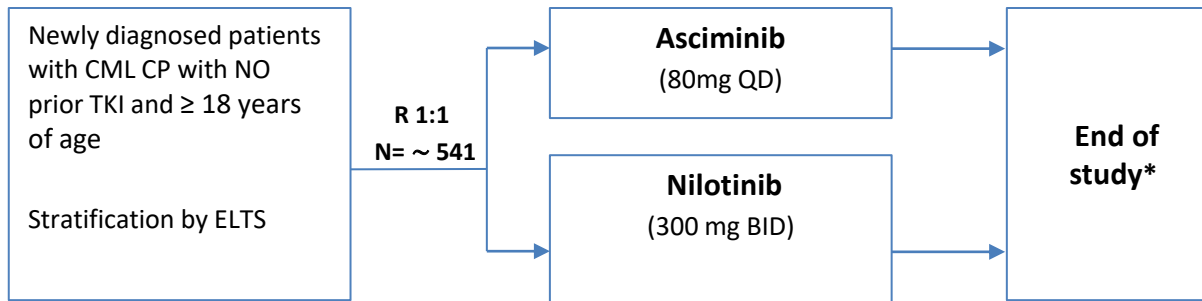 Newly diagnosed patients
with CML CP with NO
prior TKI and ≥ 18 years
of age
Stratification by ELTS
R 1:1
N= ~ 541
Asciminib
(80mg QD)
Nilotinib
(300 mg BID)
End of
study*